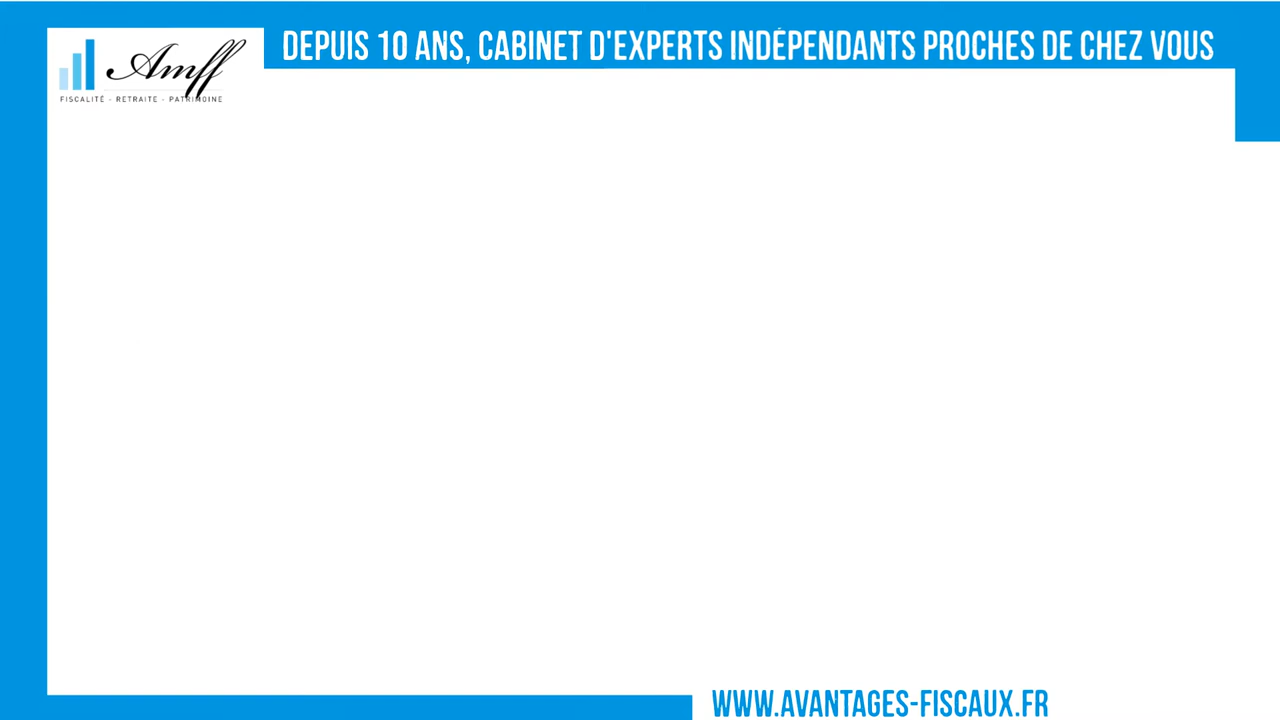 DEPUIS 10 ANS, CABINET D'EXPERTS INDÉPENDANTS PROCHES DE CHEZ VOUS
Amff
FISCALITÉ - RETRAITE - PATRIMOINE
WWW.AVANTAGES-FISCAUX.FR